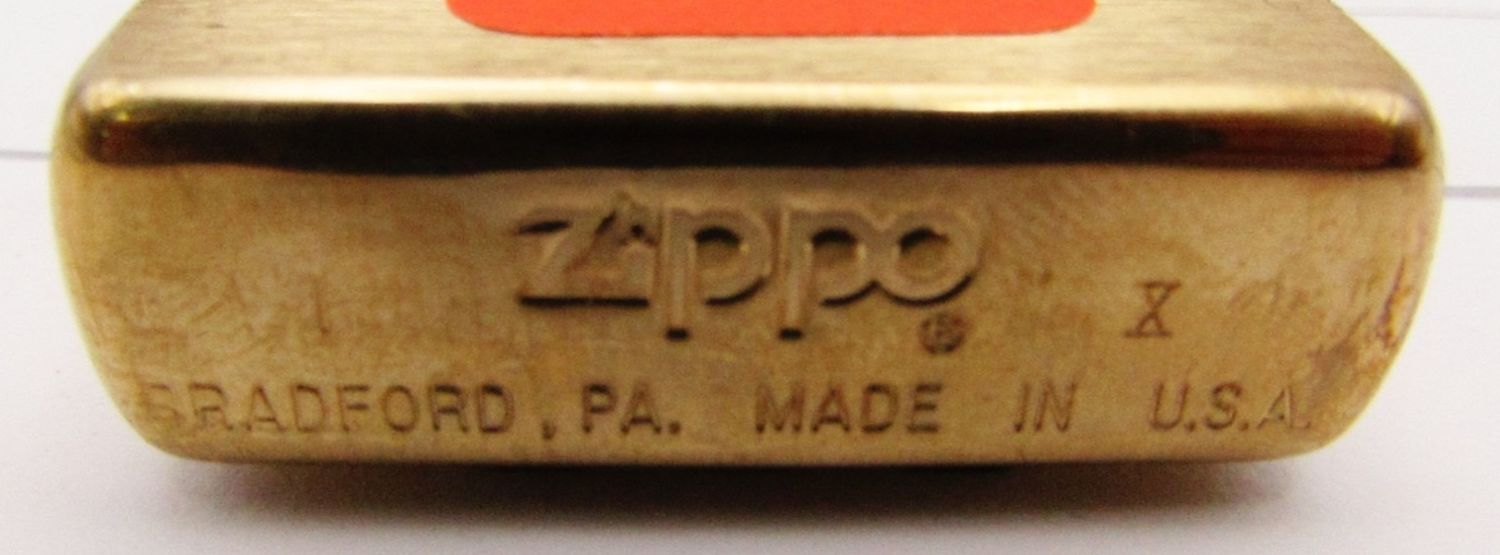 Zippo ®
I X
BRADFORD, PA. MADE IN U.S.A.